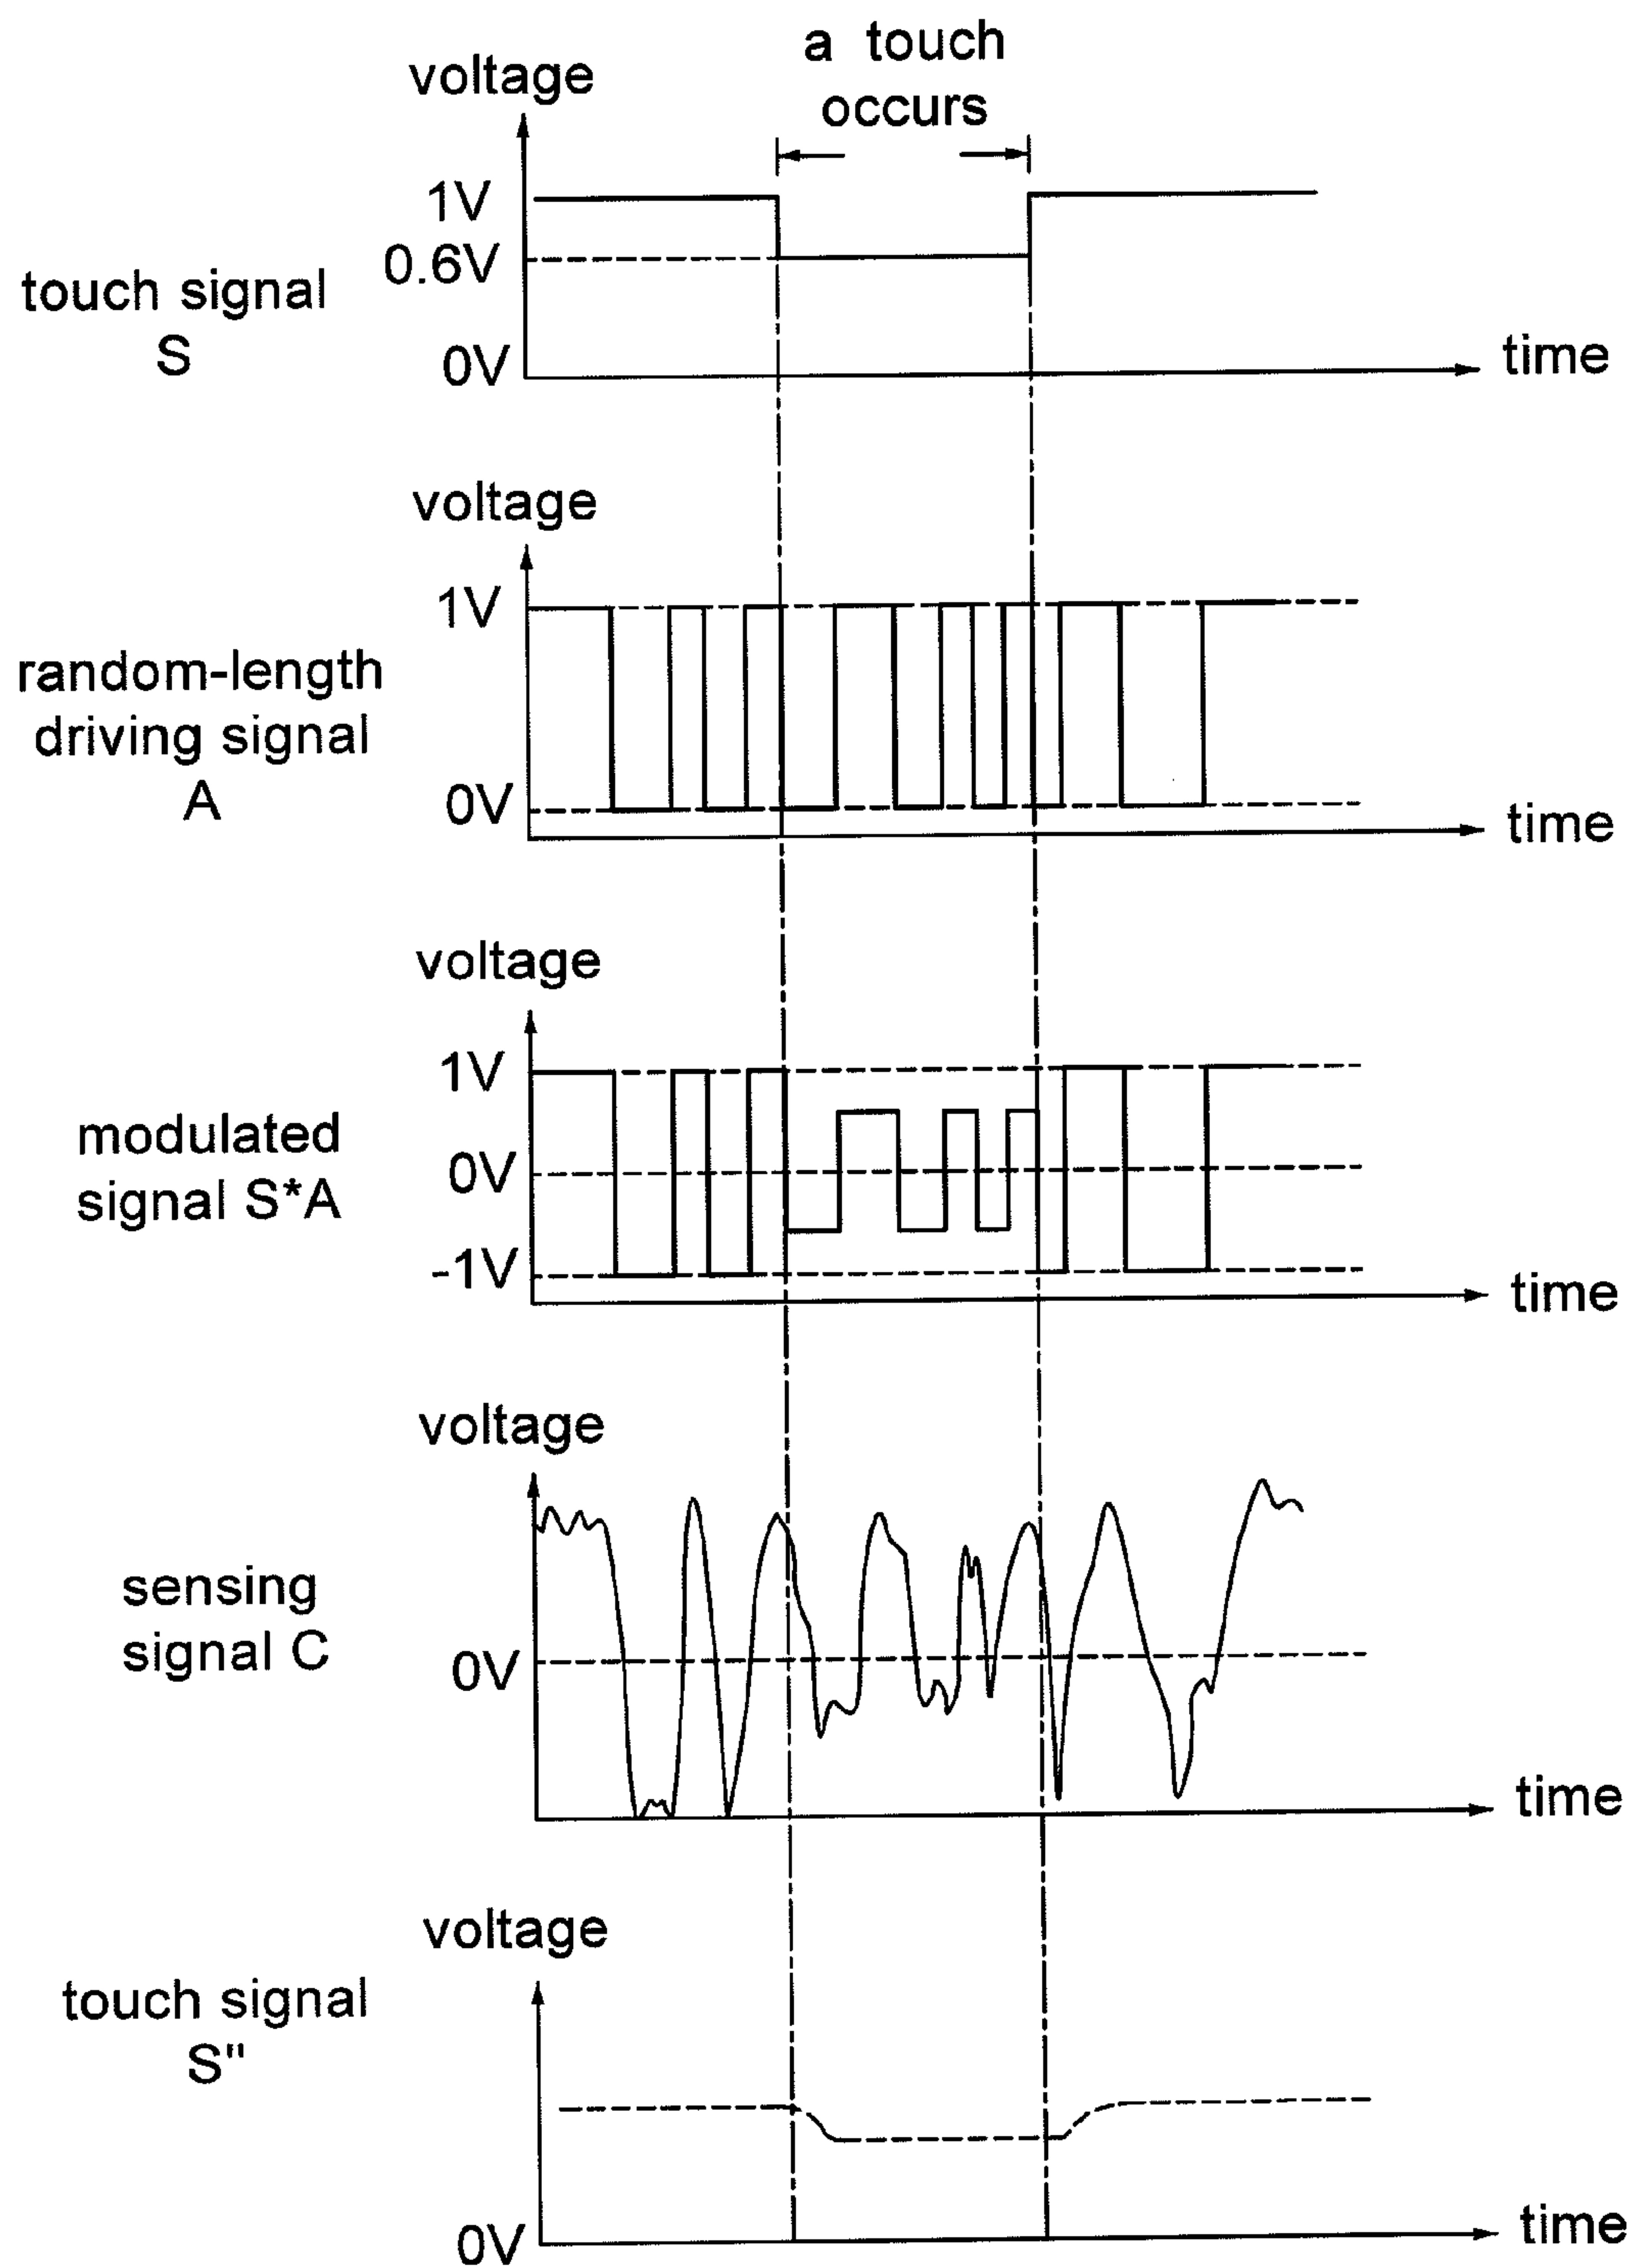 a touch
occurs
voltage
1V
0.6V
0V
touch signal
S
time
voltage
1V
0V
random-length
driving signal
A
time
voltage
1V
0V
-1V
modulated
signal S*A
time
voltage
0V
sensing
signal C
time
voltage
touch signal
S"
0V
time